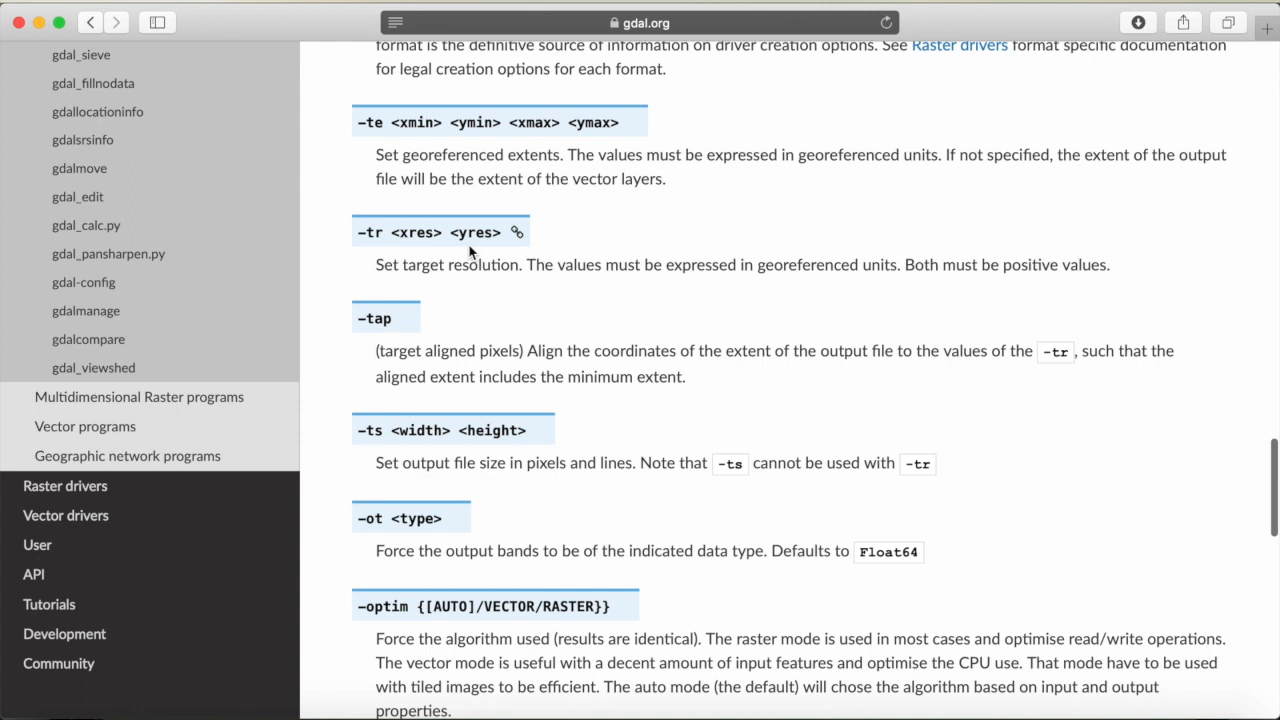 gdal.org
gdal_sieve
gdal_fillnodata
gdallocationinfo
gdalsrsinfo
gdalmove
gdal_edit
gdal_calc.py
gdal_pansharpen.py
gdal-config
gdalmanage
gdalcompare
gdal_viewshed
Multidimensional Raster programs
Vector programs
Geographic network programs
Raster drivers
Vector drivers
User
API
Tutorials
Development
Community
format is the definitive source of information on driver creation options. See Raster drivers format specific documentation
for legal creation options for each format.
-te <xmin> <ymin> <xmax> <ymax>
Set georeferenced extents. The values must be expressed in georeferenced units. If not specified, the extent of the output
file will be the extent of the vector layers.
-tr <xres> <yres>
Set target resolution. The values must be expressed in georeferenced units. Both must be positive values.
-tap
(target aligned pixels) Align the coordinates of the extent of the output file to the values of the -tr, such that the
aligned extent includes the minimum extent.
-ts <width> <height>
Set output file size in pixels and lines. Note that -ts cannot be used with -tr
-ot <type>
Force the output bands to be of the indicated data type. Defaults to Float64
-optim {[AUTO]/VECTOR/RASTER}}
Force the algorithm used (results are identical). The raster mode is used in most cases and optimise read/write operations.
The vector mode is useful with a decent amount of input features and optimise the CPU use. That mode have to be used
with tiled images to be efficient. The auto mode (the default) will chose the algorithm based on input and output
properties.